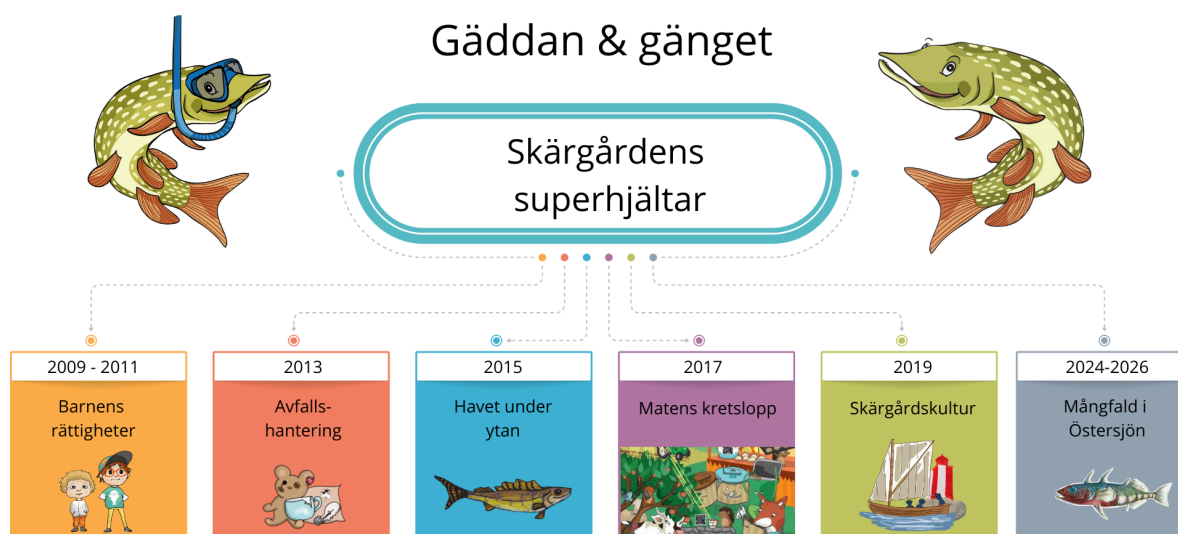 Gäddan & gänget
Skärgårdens
superhjältar
2009 - 2011
Barnens
rättigheter
2013
Avfalls-
hantering
2015
Havet under
ytan
2017
Matens kretslopp
2019
Skärgårdskultur
2024-2026
Mångfald i
Östersjön